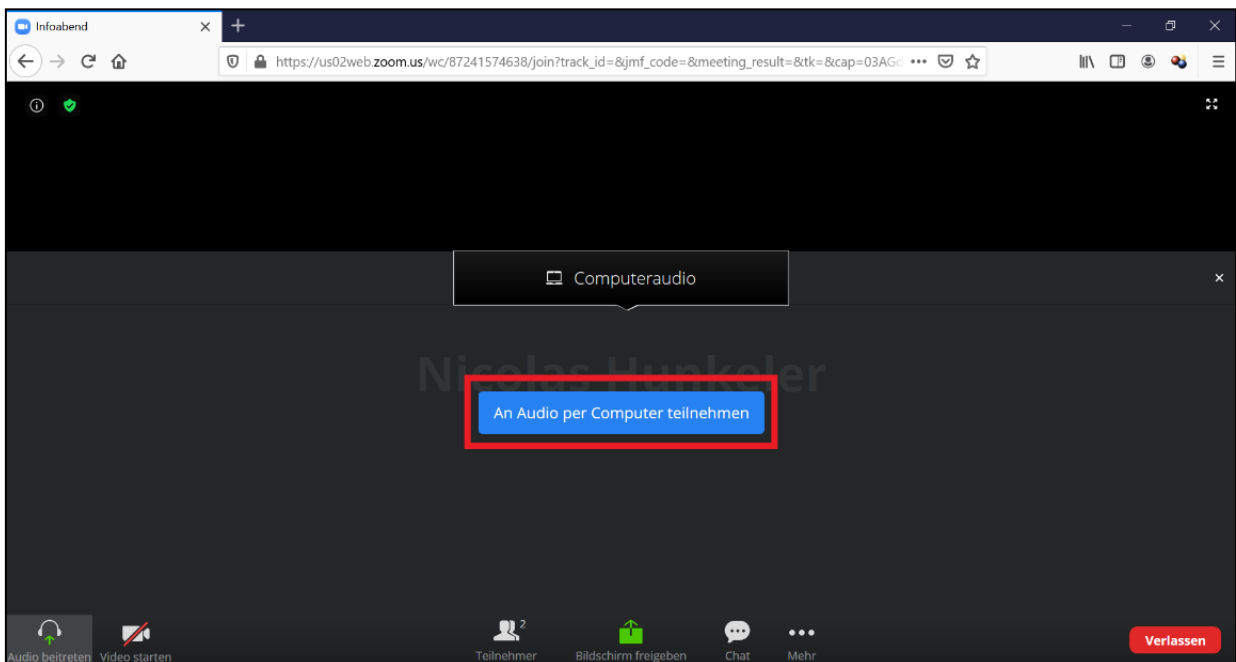 Infoabend
https://us02web.zoom.us/wc/87241574638/join?track_id=&jmf_code=&meeting_result=&tk=&cap=03AGd
Computeraudio
Nicolas Hunkeler
An Audio per Computer teilnehmen
2
Audio beitreten Video starten Teilnehmer Bildschirm freigeben Chat Mehr Verlassen